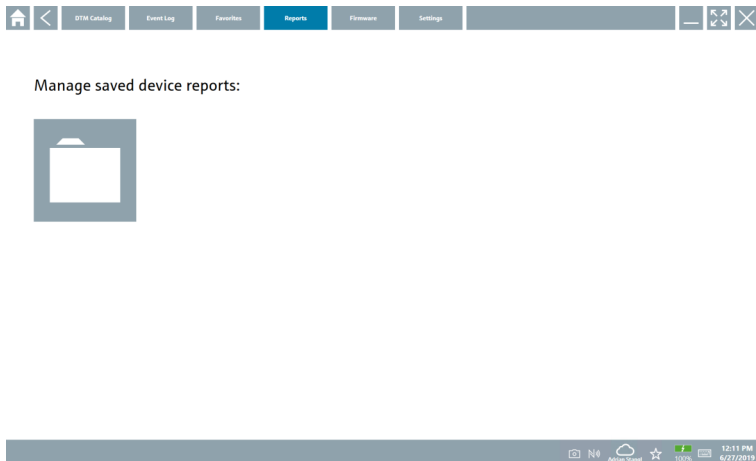 DTM Catalog
Event Log
Favorites
Reports
Firmware
Settings
Manage saved device reports:
100%
12:11 PM
6/27/2019